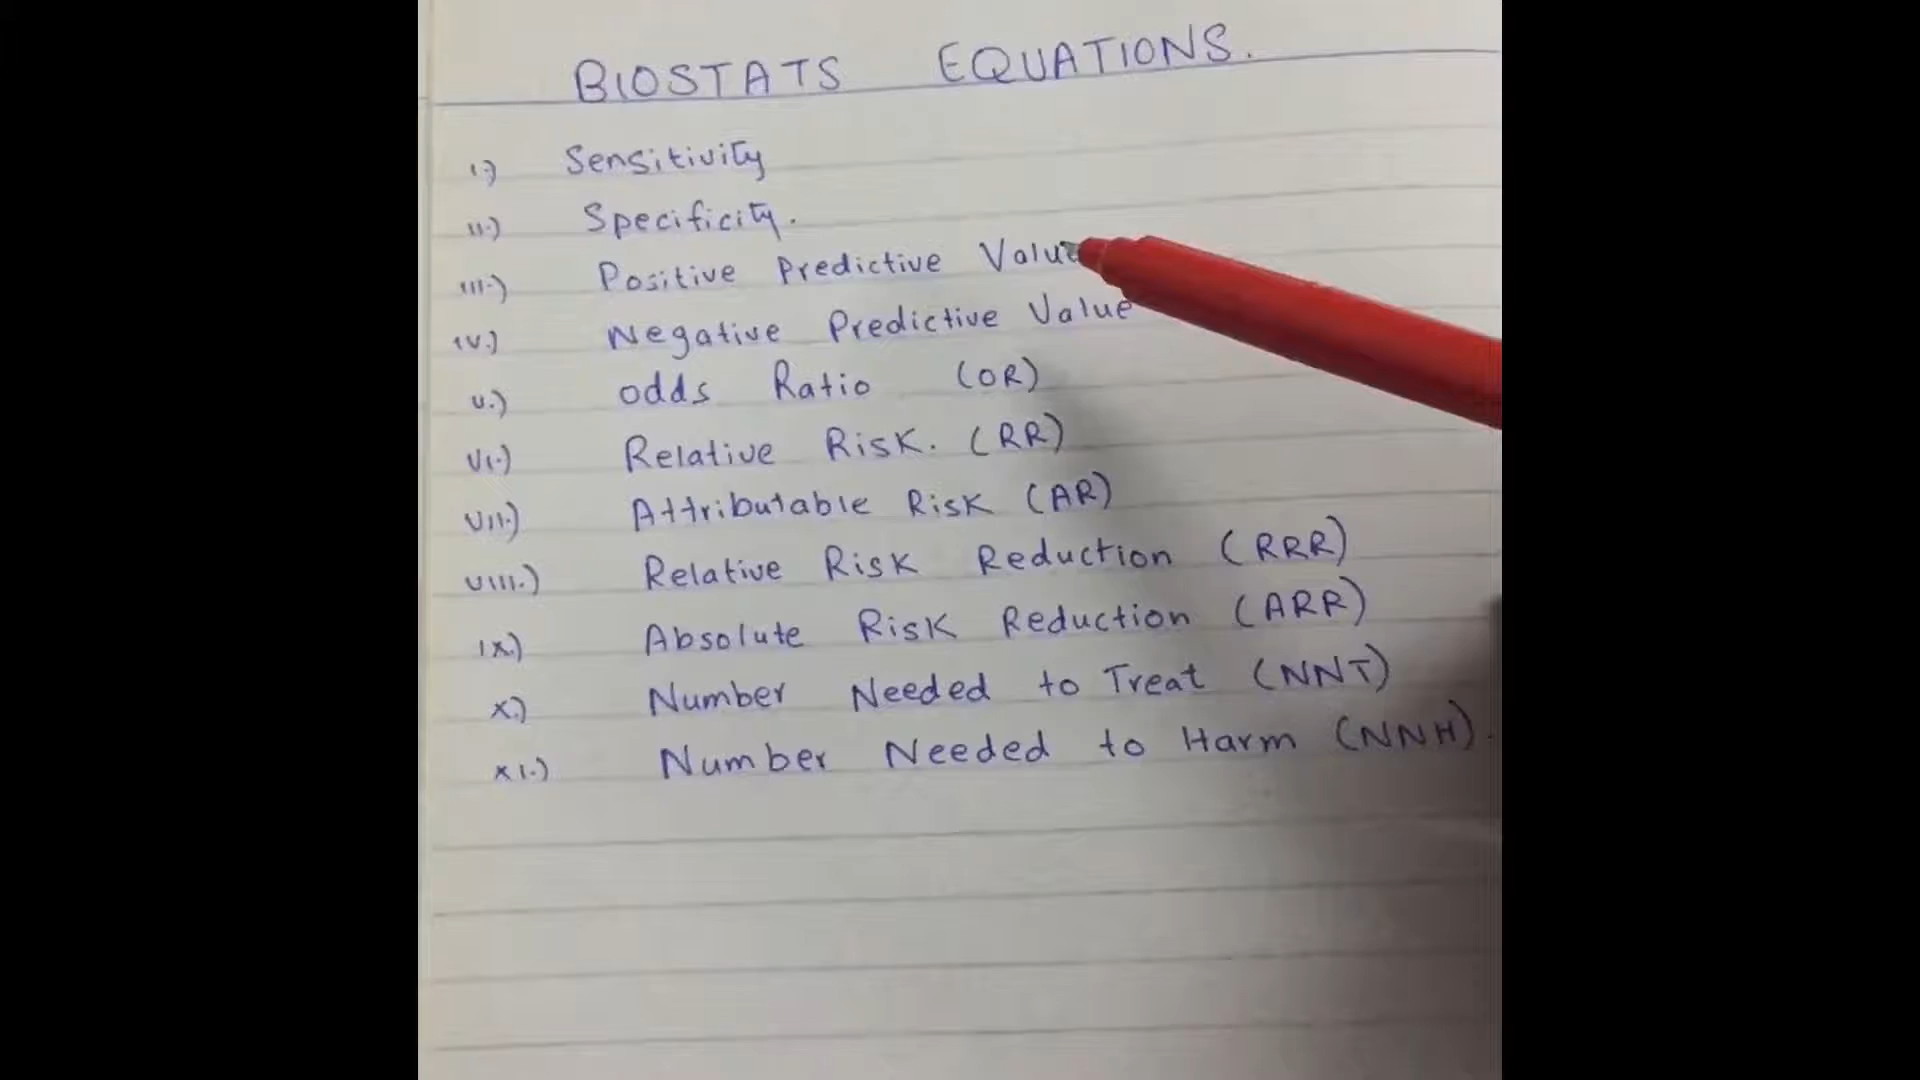 BIOSTATS EQUATIONS.
i.) Sensitivity
ii.) Specificity.
iii.) Positive Predictive Value
iv.) Negative Predictive Value
v.) odds Ratio (OR)
vi.) Relative Risk. (RR)
vii.) Attributable Risk (AR)
viii.) Relative Risk Reduction (RRR)
ix.) Absolute Risk Reduction (ARR)
x.) Number Needed to Treat (NNT)
xi.) Number Needed to Harm (NNH).